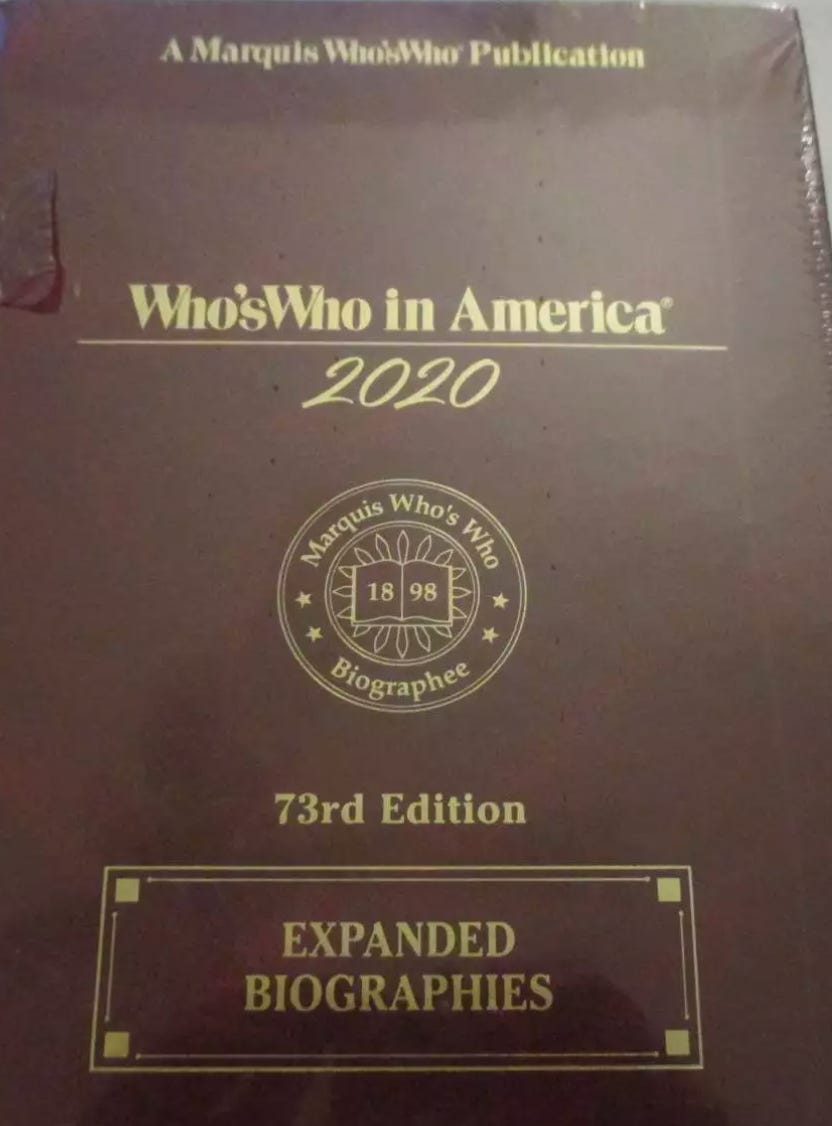 A Marquis Who'sWho® Publication
Who'sWho in America®
2020
Marquis Who's Who
18 98
Biographee
73rd Edition
EXPANDED
BIOGRAPHIES